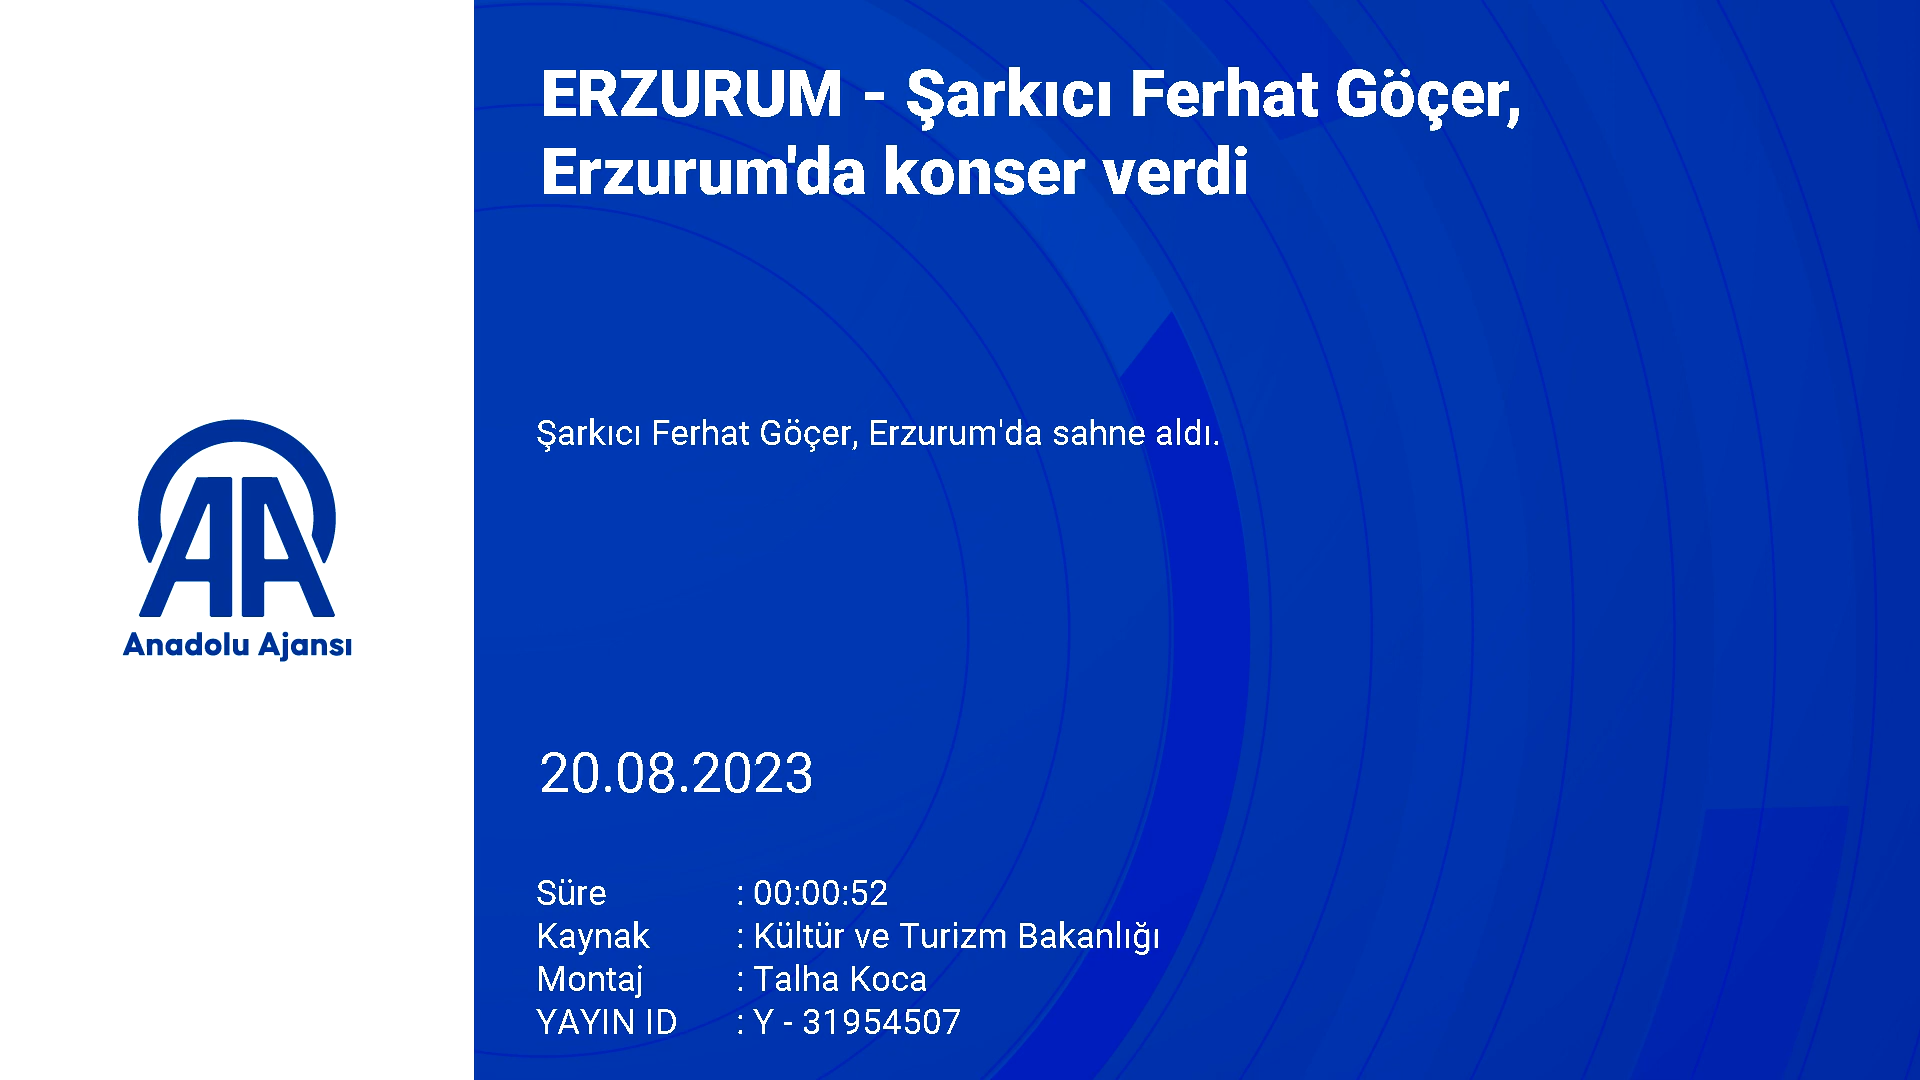 ERZURUM - Şarkıcı Ferhat Göçer,
Erzurum'da konser verdi
Şarkıcı Ferhat Göçer, Erzurum'da sahne aldı.
AA
Anadolu Ajansı
20.08.2023
Süre : 00:00:52
Kaynak : Kültür ve Turizm Bakanlığı
Montaj : Talha Koca
YAYIN ID : Y - 31954507